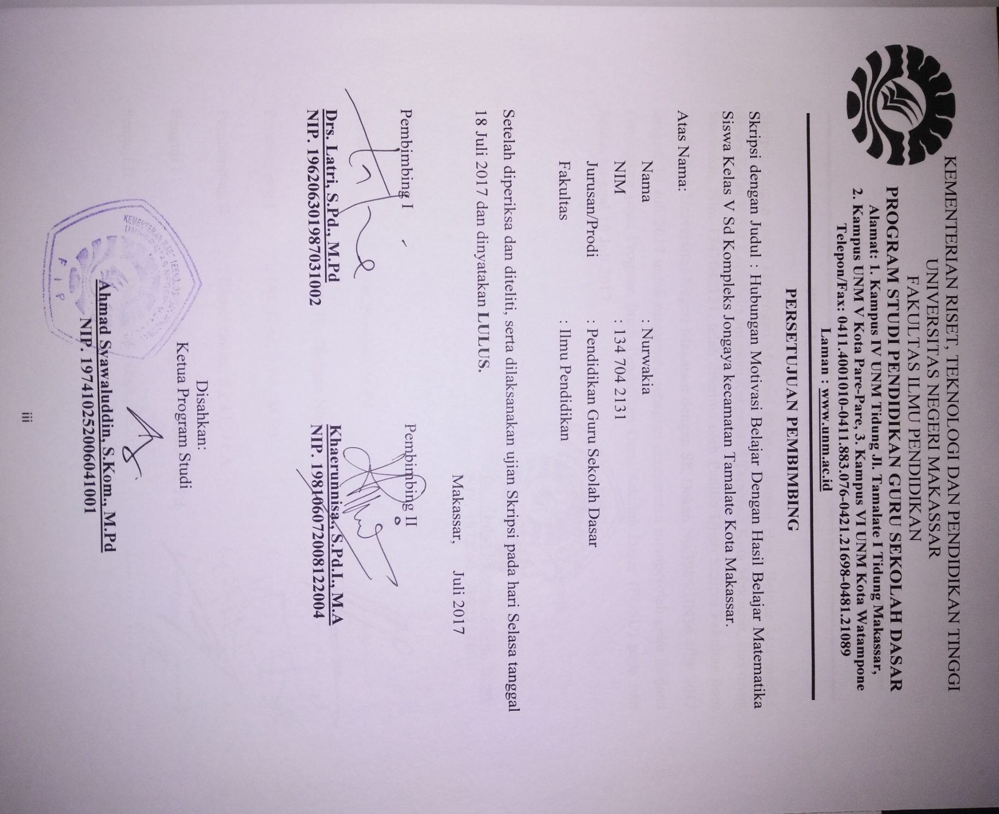 KEMENTERIAN RISET, TEKNOLOGI DAN PENDIDIKAN TINGGI
UNIVERSITAS NEGERI MAKASSAR
FAKULTAS ILMU PENDIDIKAN
PROGRAM STUDI PENDIDIKAN GURU SEKOLAH DASAR
Alamat: 1. Kampus IV UNM Tidung Jl. Tamalate I Tidung Makassar,
2. Kampus UNM V Kota Pare-Pare, 3. Kampus VI UNM Kota Watampone
Telepon/Fax: 0411.4001010-0411.883.076-0421.21698-0481.21089
Laman : www.unm.ac.id
PERSETUJUAN PEMBIMBING
Skripsi dengan Judul : Hubungan Motivasi Belajar Dengan Hasil Belajar Matematika
Siswa Kelas V Sd Kompleks Jongaya kecamatan Tamalate Kota Makassar.
Atas Nama:
Nama : Nurwakia
NIM : 134 704 2131
Jurusan/Prodi : Pendidikan Guru Sekolah Dasar
Fakultas : Ilmu Pendidikan
Setelah diperiksa dan diteliti, serta dilaksanakan ujian Skripsi pada hari Selasa tanggal
18 Juli 2017 dan dinyatakan LULUS.
Makassar, Juli 2017
Pembimbing I Pembimbing II
Drs. Latri, S.Pd., M.Pd Khaerunnisa, S.Pd.I., M.A
NIP. 196206301987031002 NIP. 198106072008122004
Disahkan:
Ketua Program Studi
KEMENTERIAN RISET TEKNOLOGI
UNIVERSITAS NEGERI
F I P
Ahmad Syawaluddin, S.Kom., M.Pd
NIP. 197410252006041001
iii